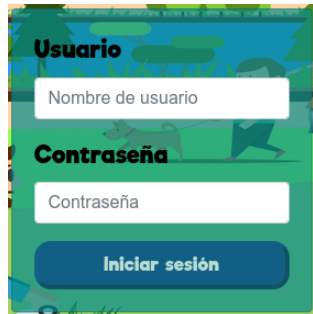 Usuario
Nombre de usuario
Contraseña
Contraseña
Iniciar sesión